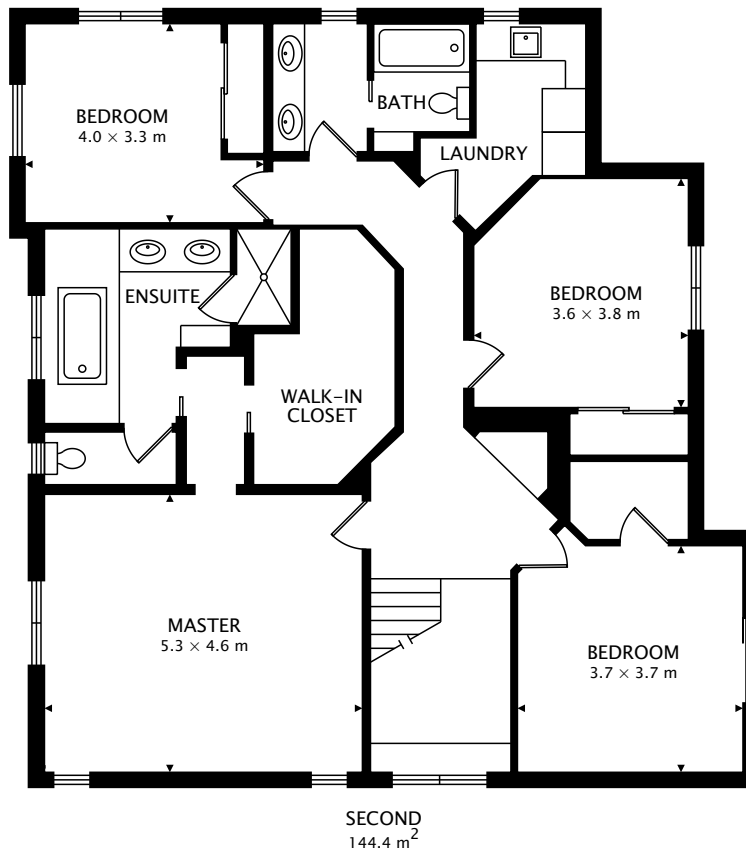 BEDROOM
4.0 × 3.3 m
BATH
LAUNDRY
ENSUITE
BEDROOM
3.6 × 3.8 m
WALK-IN
CLOSET
MASTER
5.3 × 4.6 m
BEDROOM
3.7 × 3.7 m
SECOND
144.4 m²